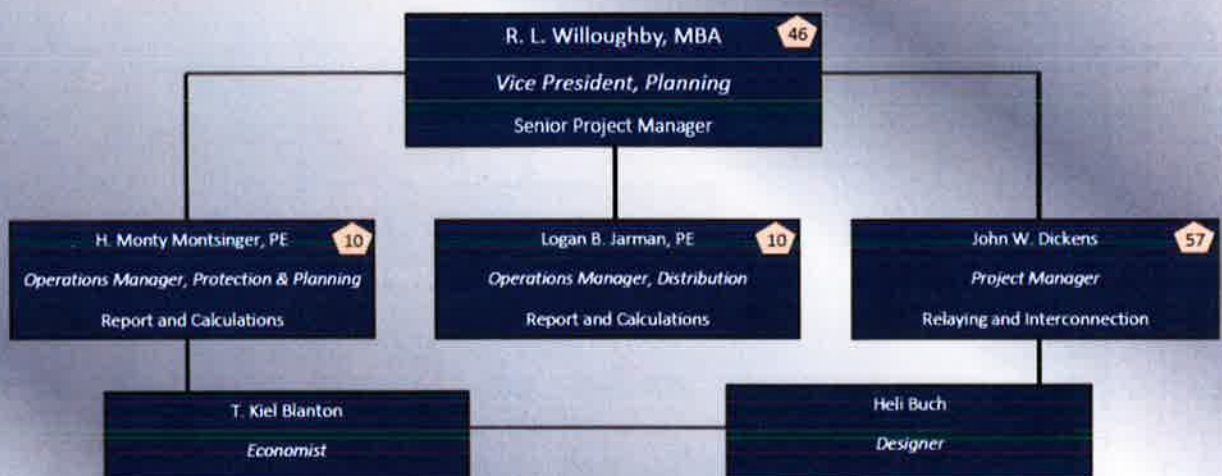 R. L. Willoughby, MBA
46
Vice President, Planning
Senior Project Manager
H. Monty Montsinger, PE
10
Operations Manager, Protection & Planning
Report and Calculations
Logan B. Jarman, PE
10
Operations Manager, Distribution
Report and Calculations
John W. Dickens
57
Project Manager
Relaying and Interconnection
T. Kiel Blanton
Economist
Heli Buch
Designer